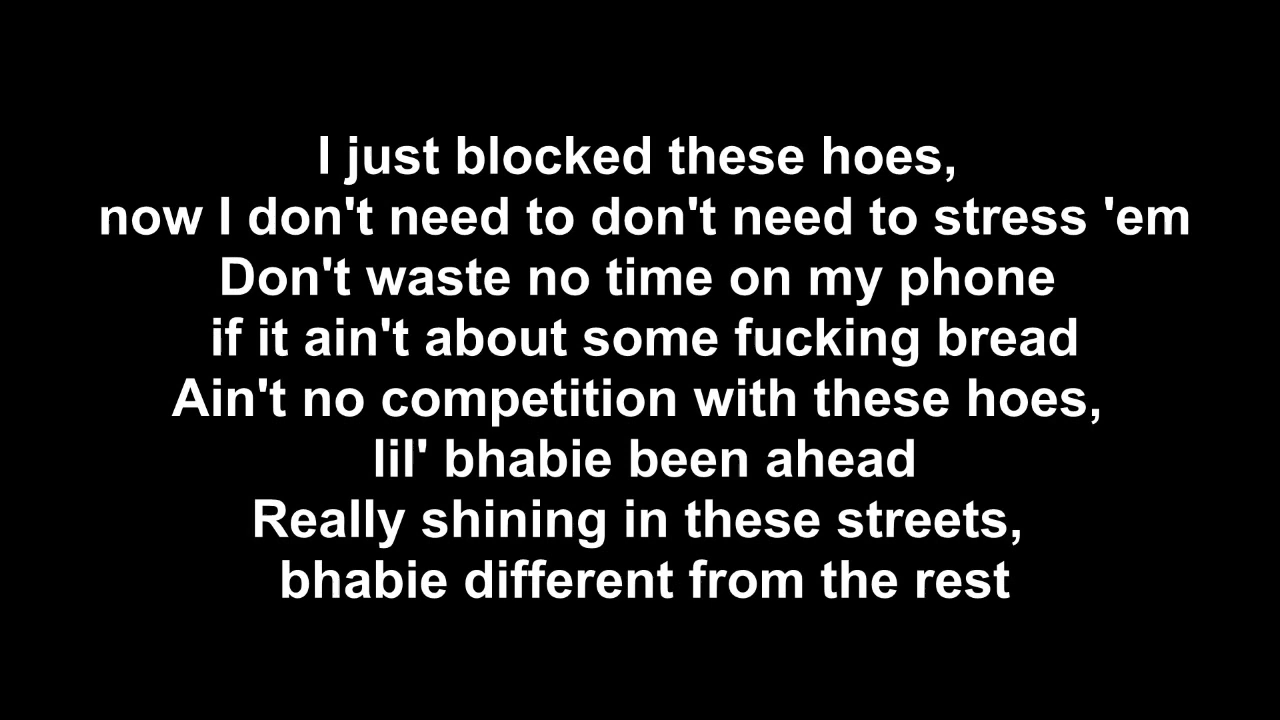 I just blocked these hoes,
now I don't need to don't need to stress 'em
Don't waste no time on my phone
if it ain't about some fucking bread
Ain't no competition with these hoes,
lil' bhabie been ahead
Really shining in these streets,
bhabie different from the rest